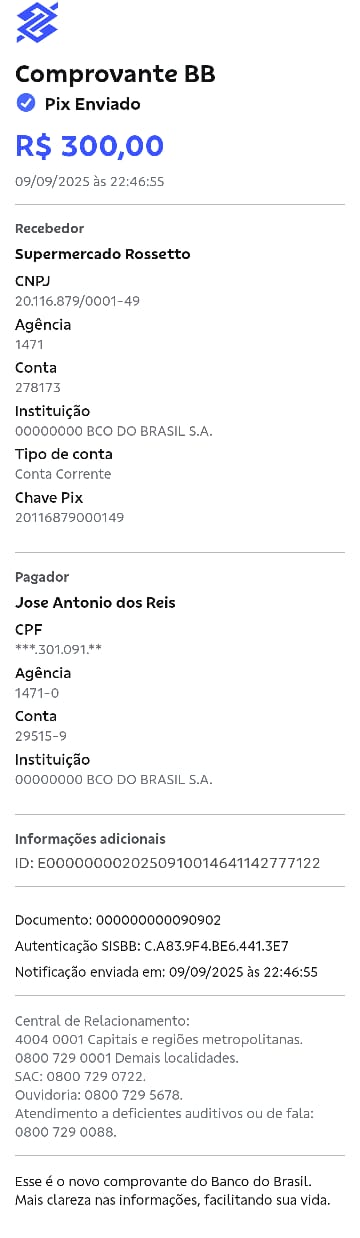 Comprovante BB
Pix Enviado
R$ 300,00
09/09/2025 às 22:46:55
Recebedor
Supermercado Rossetto
CNPJ
20.116.879/0001-49
Agência
1471
Conta
278173
Instituição
00000000 BCO DO BRASIL S.A.
Tipo de conta
Conta Corrente
Chave Pix
20116879000149
Pagador
Jose Antonio dos Reis
CPF
***.301.091.**
Agência
1471-0
Conta
29515-9
Instituição
00000000 BCO DO BRASIL S.A.
Informações adicionais
ID: E00000000202509100146411427​77122
Documento: 000000000090902
Autenticação SISBB: C.A83.9F4.BE6.441.3E7
Notificação enviada em: 09/09/2025 às 22:46:55
Central de Relacionamento:
4004 0001 Capitais e regiões metropolitanas.
0800 729 0001 Demais localidades.
SAC: 0800 729 0722.
Ouvidoria: 0800 729 5678.
Atendimento a deficientes auditivos ou de fala:
0800 729 0088.
Esse é o novo comprovante do Banco do Brasil.
Mais clareza nas informações, facilitando sua vida.